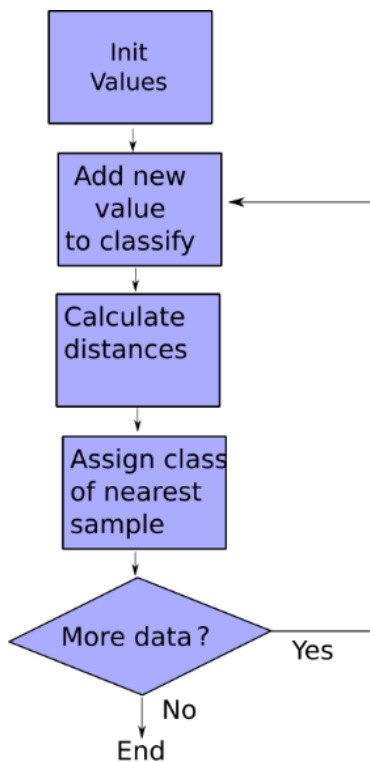 Init
Values
Add new
value
to classify
Calculate
distances
Assign class
of nearest
sample
More data?
Yes
No
End